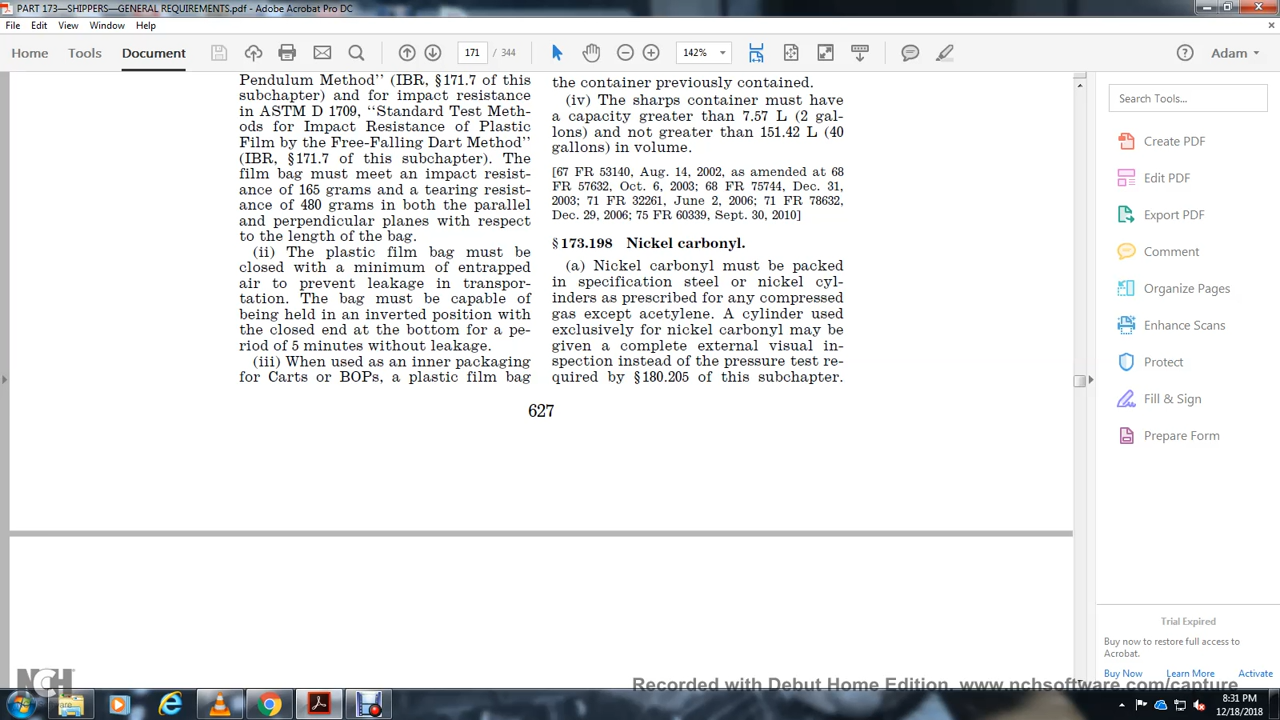 PART 173—SHIPPERS—GENERAL REQUIREMENTS.pdf - Adobe Acrobat Pro DC
File Edit View Window Help
Home Tools Document 171 / 344 142% Adam
Pendulum Method'' (IBR, §171.7 of this
subchapter) and for impact resistance
in ASTM D 1709, ''Standard Test Meth-
ods for Impact Resistance of Plastic
Film by the Free-Falling Dart Method''
(IBR, §171.7 of this subchapter). The
film bag must meet an impact resist-
ance of 165 grams and a tearing resist-
ance of 480 grams in both the parallel
and perpendicular planes with respect
to the length of the bag.
(ii) The plastic film bag must be
closed with a minimum of entrapped
air to prevent leakage in transpor-
tation. The bag must be capable of
being held in an inverted position with
the closed end at the bottom for a pe-
riod of 5 minutes without leakage.
(iii) When used as an inner packaging
for Carts or BOPs, a plastic film bag
the container previously contained.
(iv) The sharps container must have
a capacity greater than 7.57 L (2 gal-
lons) and not greater than 151.42 L (40
gallons) in volume.
[67 FR 53140, Aug. 14, 2002, as amended at 68
FR 57632, Oct. 6, 2003; 68 FR 75744, Dec. 31,
2003; 71 FR 32261, June 2, 2006; 71 FR 78632,
Dec. 29, 2006; 75 FR 60339, Sept. 30, 2010]
§173.198 Nickel carbonyl.
(a) Nickel carbonyl must be packed
in specification steel or nickel cyl-
inders as prescribed for any compressed
gas except acetylene. A cylinder used
exclusively for nickel carbonyl may be
given a complete external visual in-
spection instead of the pressure test re-
quired by §180.205 of this subchapter.
627
Search Tools...
Create PDF
Edit PDF
Export PDF
Comment
Organize Pages
Enhance Scans
Protect
Fill & Sign
Prepare Form
Trial Expired
Buy now to restore full access to
Acrobat.
Buy Now Learn More Activate
NCH
Recorded with Debut Home Edition. www.nchsoftware.com/capture
8:31 PM
12/18/2018